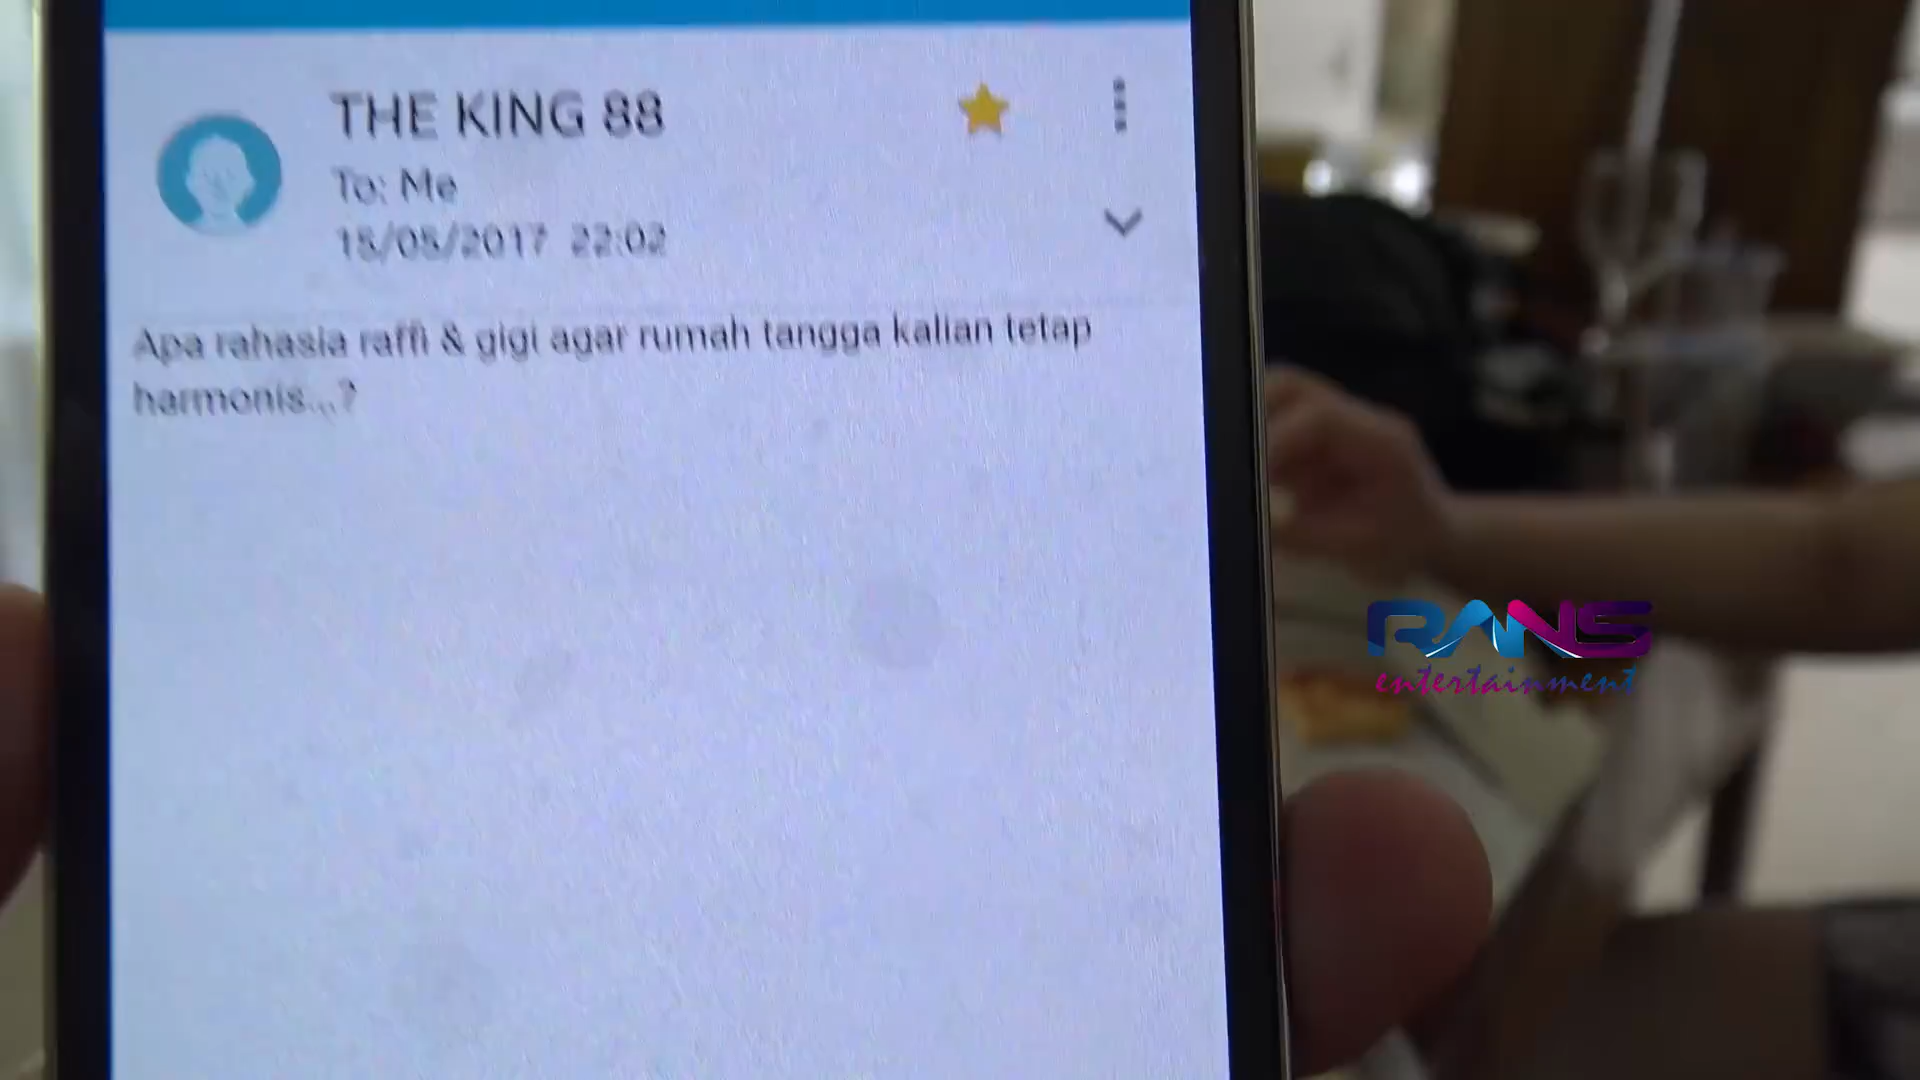 THE KING 88
To: Me
15/05/2017 22:02
Apa rahasia raffi & gigi agar rumah tangga kalian tetap
harmonis...?
RANS
entertainment